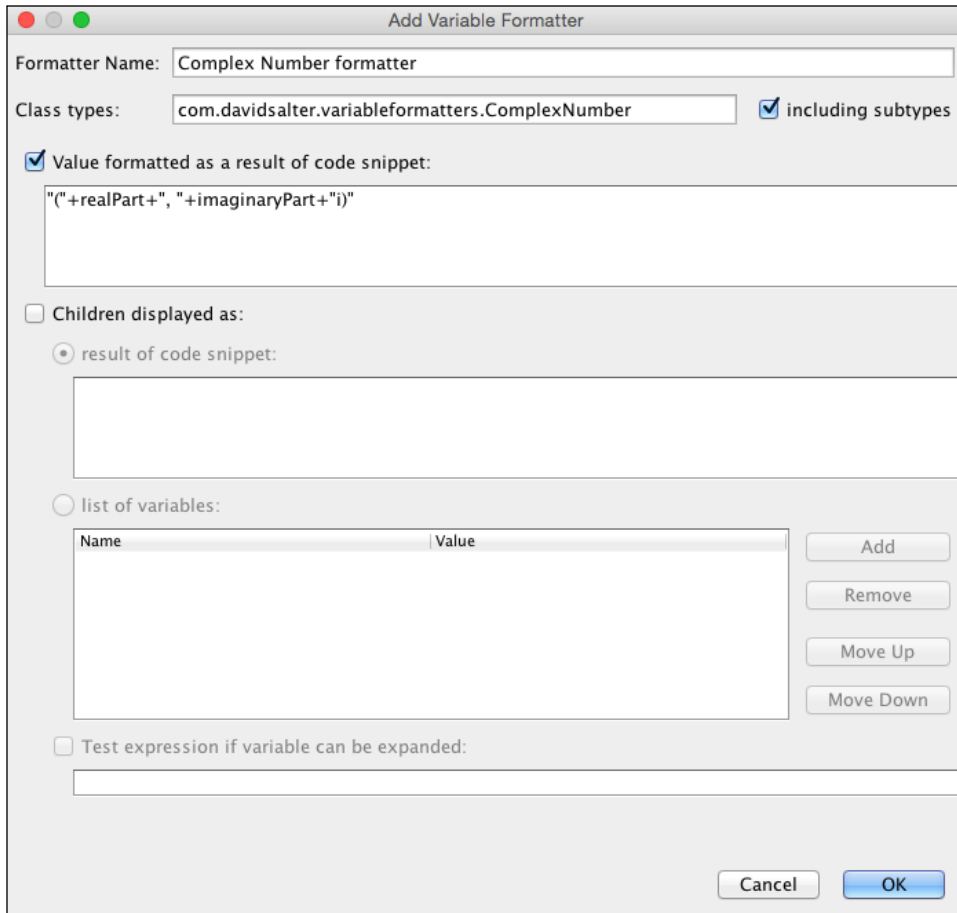 Add Variable Formatter
Formatter Name: Complex Number formatter
Class types: com.davidsalter.variableformatters.ComplexNumber including subtypes
Value formatted as a result of code snippet:
"("+realPart+", "+imaginaryPart+"i)"
Children displayed as:
result of code snippet:
list of variables:
Name Value
Add
Remove
Move Up
Move Down
Test expression if variable can be expanded:
Cancel OK